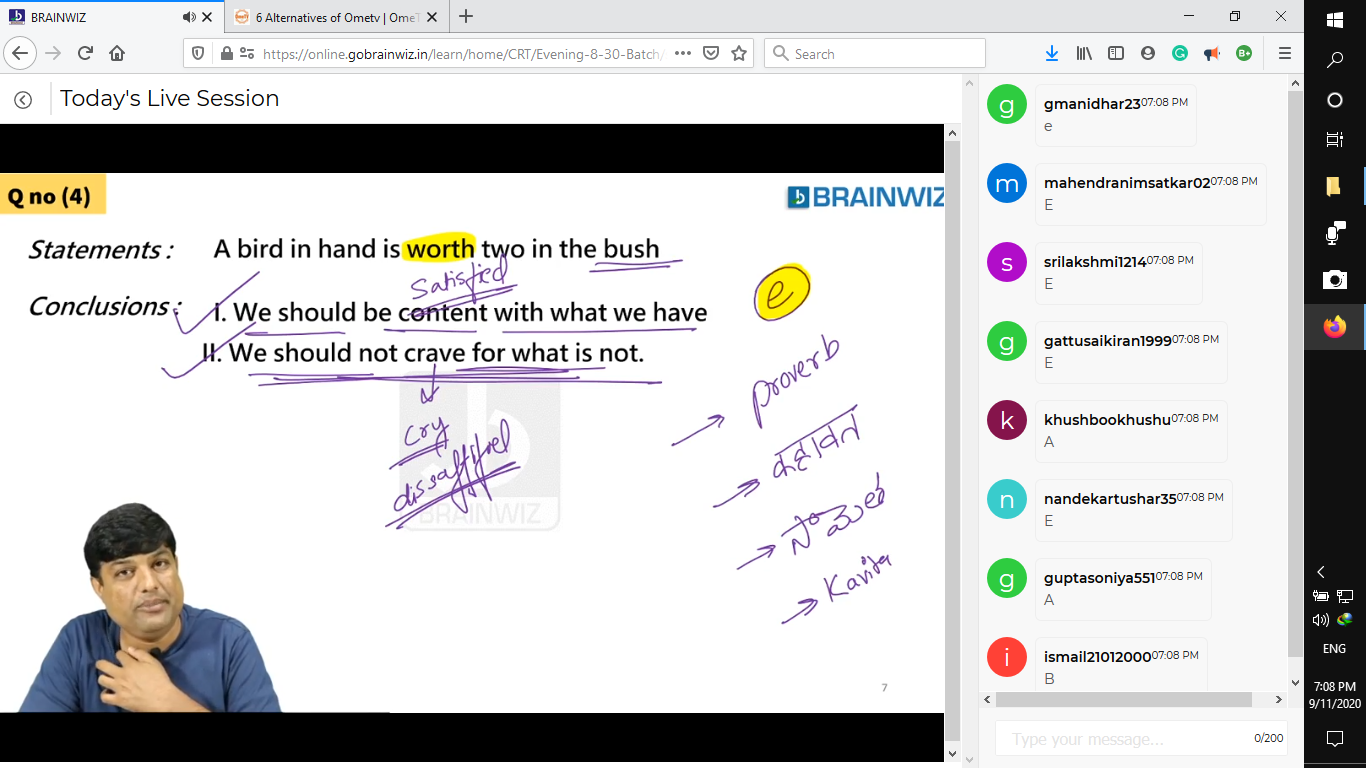 BRAINWIZ
6 Alternatives of Ometv | OmeT
https://online.gobrainwiz.in/learn/home/CRT/Evening-8-30-Batch/
Search
Today's Live Session
Q no (4)
BRAINWIZ
Statements : A bird in hand is worth two in the bush
Satisfied
Conclusions : I. We should be content with what we have
II. We should not crave for what is not.
e
cry
proverb
कहावत
సామెత
Kavita
BRAINWIZ
7
g
gmanidhar23 07:08 PM
e
m
mahendranimsatkar02 07:08 PM
E
s
srilakshmi1214 07:08 PM
E
g
gattusaikiran1999 07:08 PM
E
k
khushbookhushu 07:08 PM
A
n
nandekartushar35 07:08 PM
E
g
guptasoniya551 07:08 PM
A
i
ismail21012000 07:08 PM
B
Type your message...
0/200
ENG
7:08 PM
9/11/2020